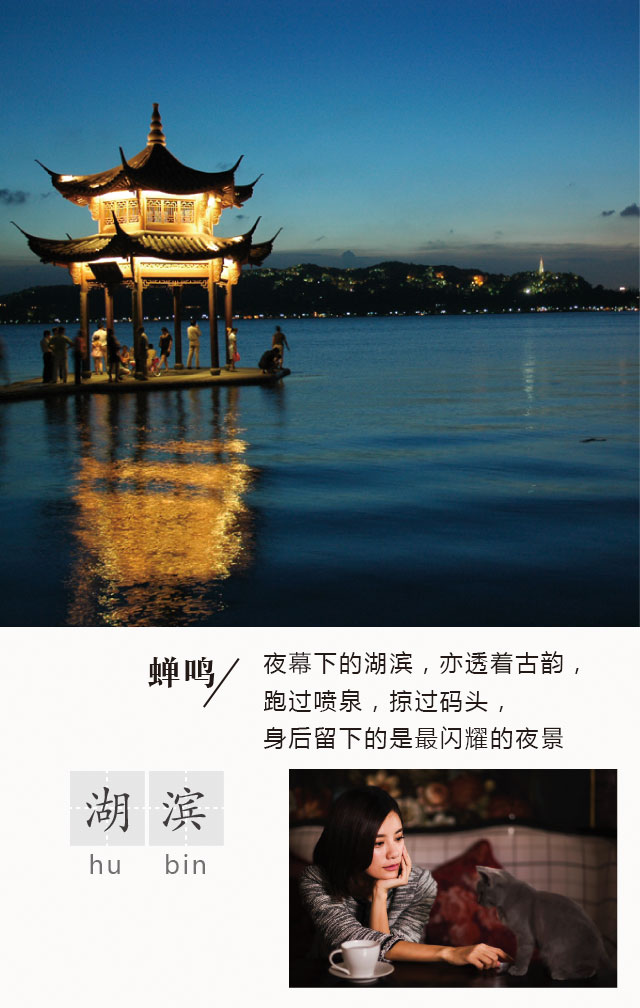 蝉鸣
夜幕下的湖滨，亦透着古韵，
跑过喷泉，掠过码头，
身后留下的是最闪耀的夜景
湖 滨
hu bin